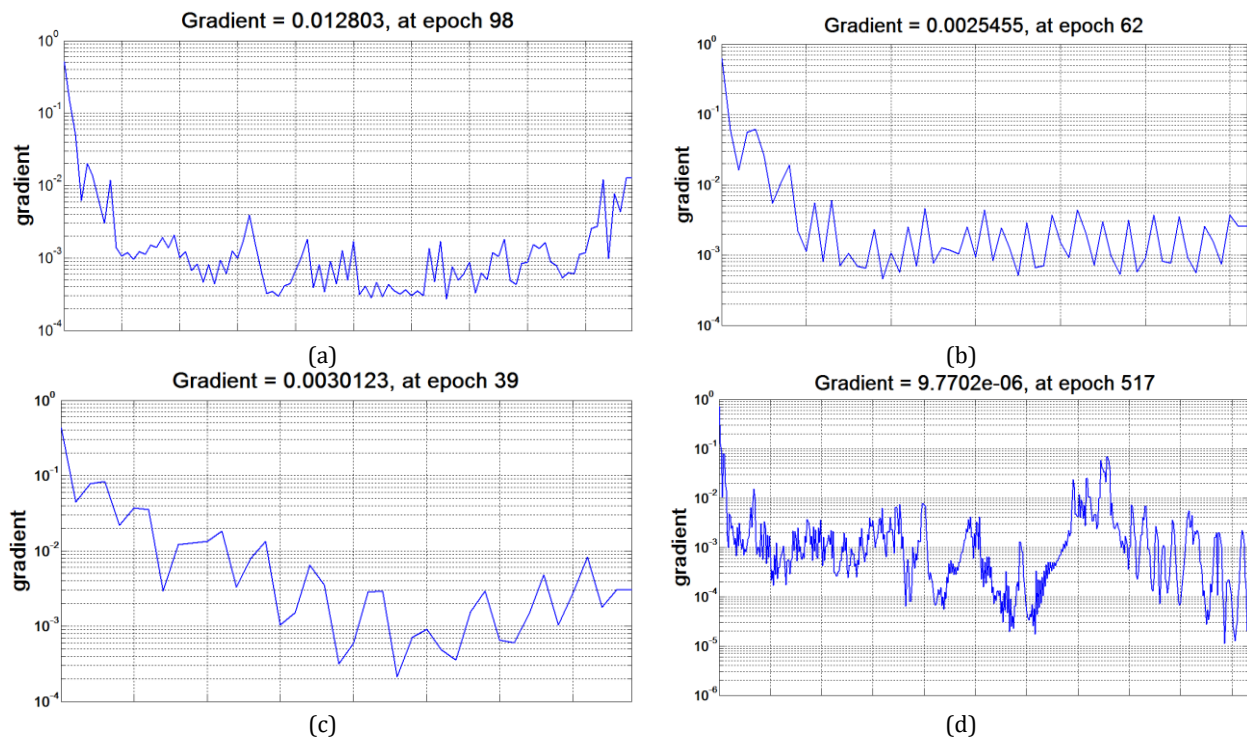 Gradient = 0.012803, at epoch 98
10^0
10^-1
10^-2
10^-3
10^-4
gradient
(a)
Gradient = 0.0025455, at epoch 62
10^0
10^-1
10^-2
10^-3
10^-4
gradient
(b)
Gradient = 0.0030123, at epoch 39
10^0
10^-1
10^-2
10^-3
10^-4
gradient
(c)
Gradient = 9.7702e-06, at epoch 517
10^0
10^-1
10^-2
10^-3
10^-4
10^-5
10^-6
gradient
(d)